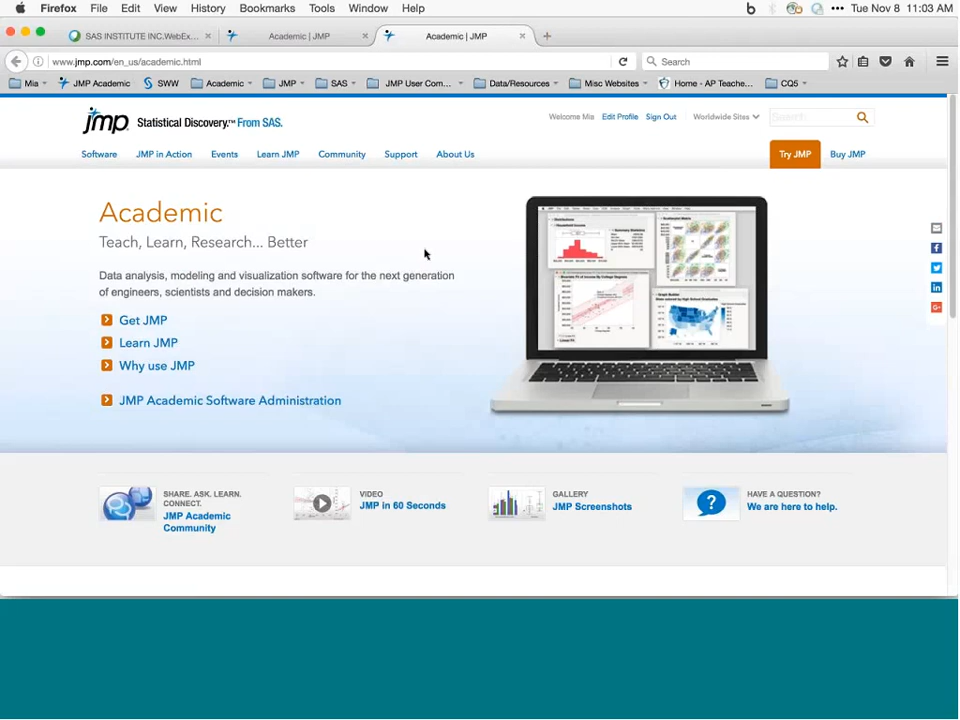 Firefox File Edit View History Bookmarks Tools Window Help Tue Nov 8 11:03 AM
SAS INSTITUTE INC.WebEx... × Academic | JMP × Academic | JMP × +
www.jmp.com/en_us/academic.html Search
Mia JMP Academic SWW Academic JMP SAS JMP User Com... Data/Resources Misc Websites Home - AP Teache... CQ5
jmp Statistical Discovery.™ From SAS. Welcome Mia Edit Profile Sign Out Worldwide Sites Search
Software JMP in Action Events Learn JMP Community Support About Us Try JMP Buy JMP
Academic
Teach, Learn, Research... Better
Data analysis, modeling and visualization software for the next generation
of engineers, scientists and decision makers.
Get JMP
Learn JMP
Why use JMP
JMP Academic Software Administration
SHARE. ASK. LEARN.
CONNECT.
JMP Academic
Community
VIDEO
JMP in 60 Seconds
GALLERY
JMP Screenshots
HAVE A QUESTION?
We are here to help.